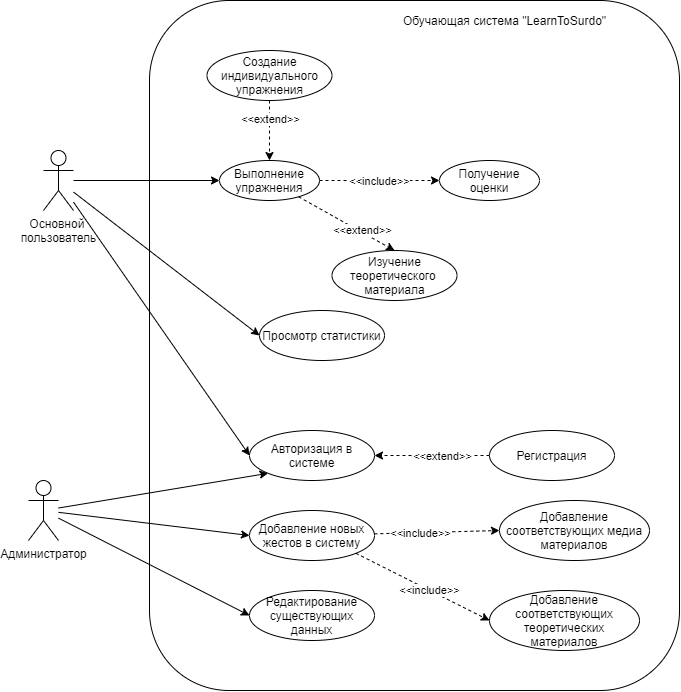 Обучающая система "LearnToSurdo"
Создание
индивидуального
упражнения
<<extend>>
Выполнение
упражнения
<<include>>
Получение
оценки
Основной
пользователь
<<extend>>
Изучение
теоретического
материала
Просмотр статистики
Авторизация в
системе
<<extend>>
Регистрация
Администратор
Добавление новых
жестов в систему
<<include>>
Добавление
соответствующих медиа
материалов
<<include>>
Редактирование
существующих
данных
Добавление
соответствующих
теоретических
материалов